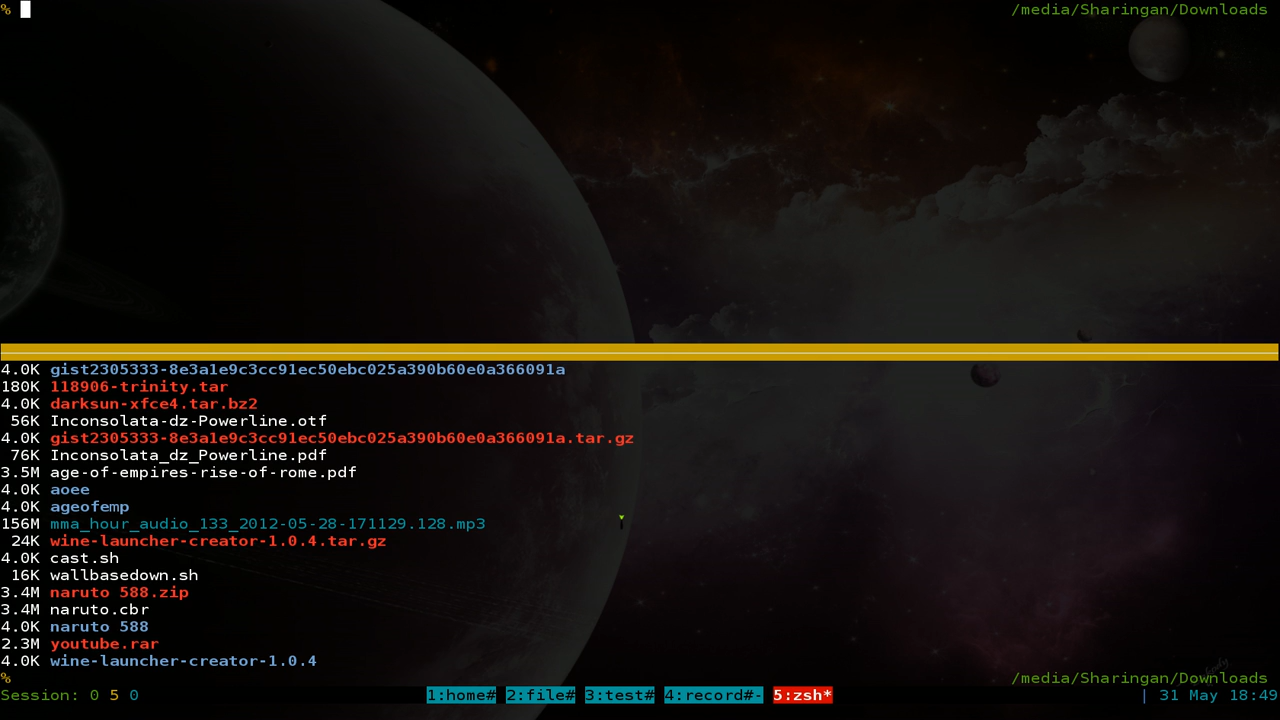 % /media/Sharingan/Downloads
4.0K gist2305333-8e3a1e9c3cc91ec50ebc025a390b60e0a366091a
180K 118906-trinity.tar
4.0K darksun-xfce4.tar.bz2
56K Inconsolata-dz-Powerline.otf
4.0K gist2305333-8e3a1e9c3cc91ec50ebc025a390b60e0a366091a.tar.gz
76K Inconsolata_dz_Powerline.pdf
3.5M age-of-empires-rise-of-rome.pdf
4.0K aoee
4.0K ageofemp
156M mma_hour_audio_133_2012-05-28-171129.128.mp3
24K wine-launcher-creator-1.0.4.tar.gz
4.0K cast.sh
16K wallbasedown.sh
3.4M naruto 588.zip
3.4M naruto.cbr
4.0K naruto 588
2.3M youtube.rar
4.0K wine-launcher-creator-1.0.4
% /media/Sharingan/Downloads
Session: 0 5 0 1:home# 2:file# 3:test# 4:record#- 5:zsh* | 31 May 18:49